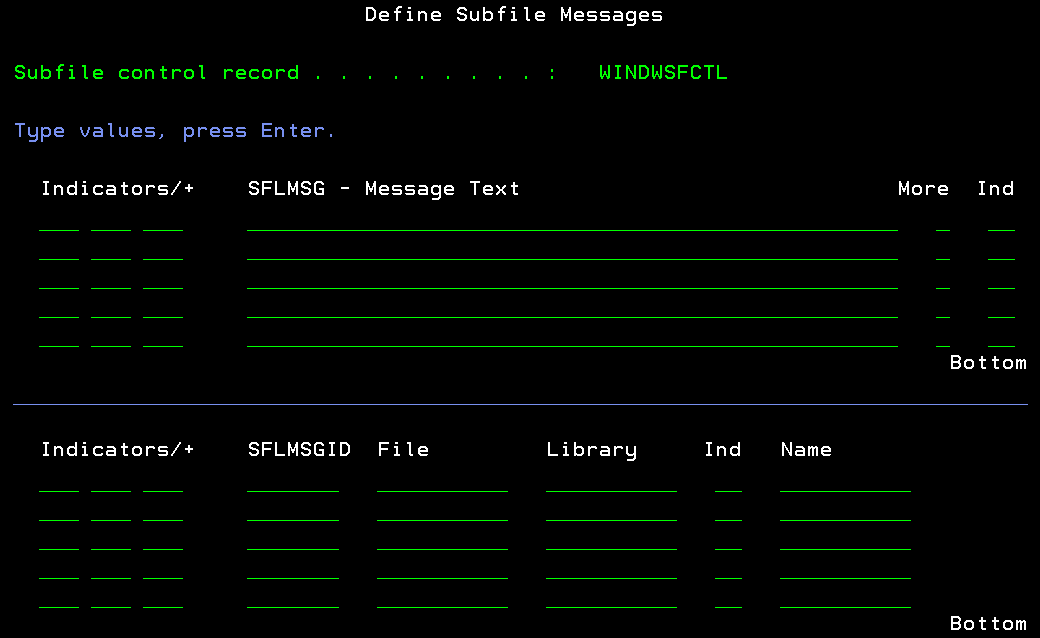 Define Subfile Messages
Subfile control record . . . . . . . . . :   WINDWSFCTL
Type values, press Enter.
Indicators/+    SFLMSG - Message Text    More  Ind
Bottom
Indicators/+    SFLMSGID  File    Library    Ind   Name
Bottom